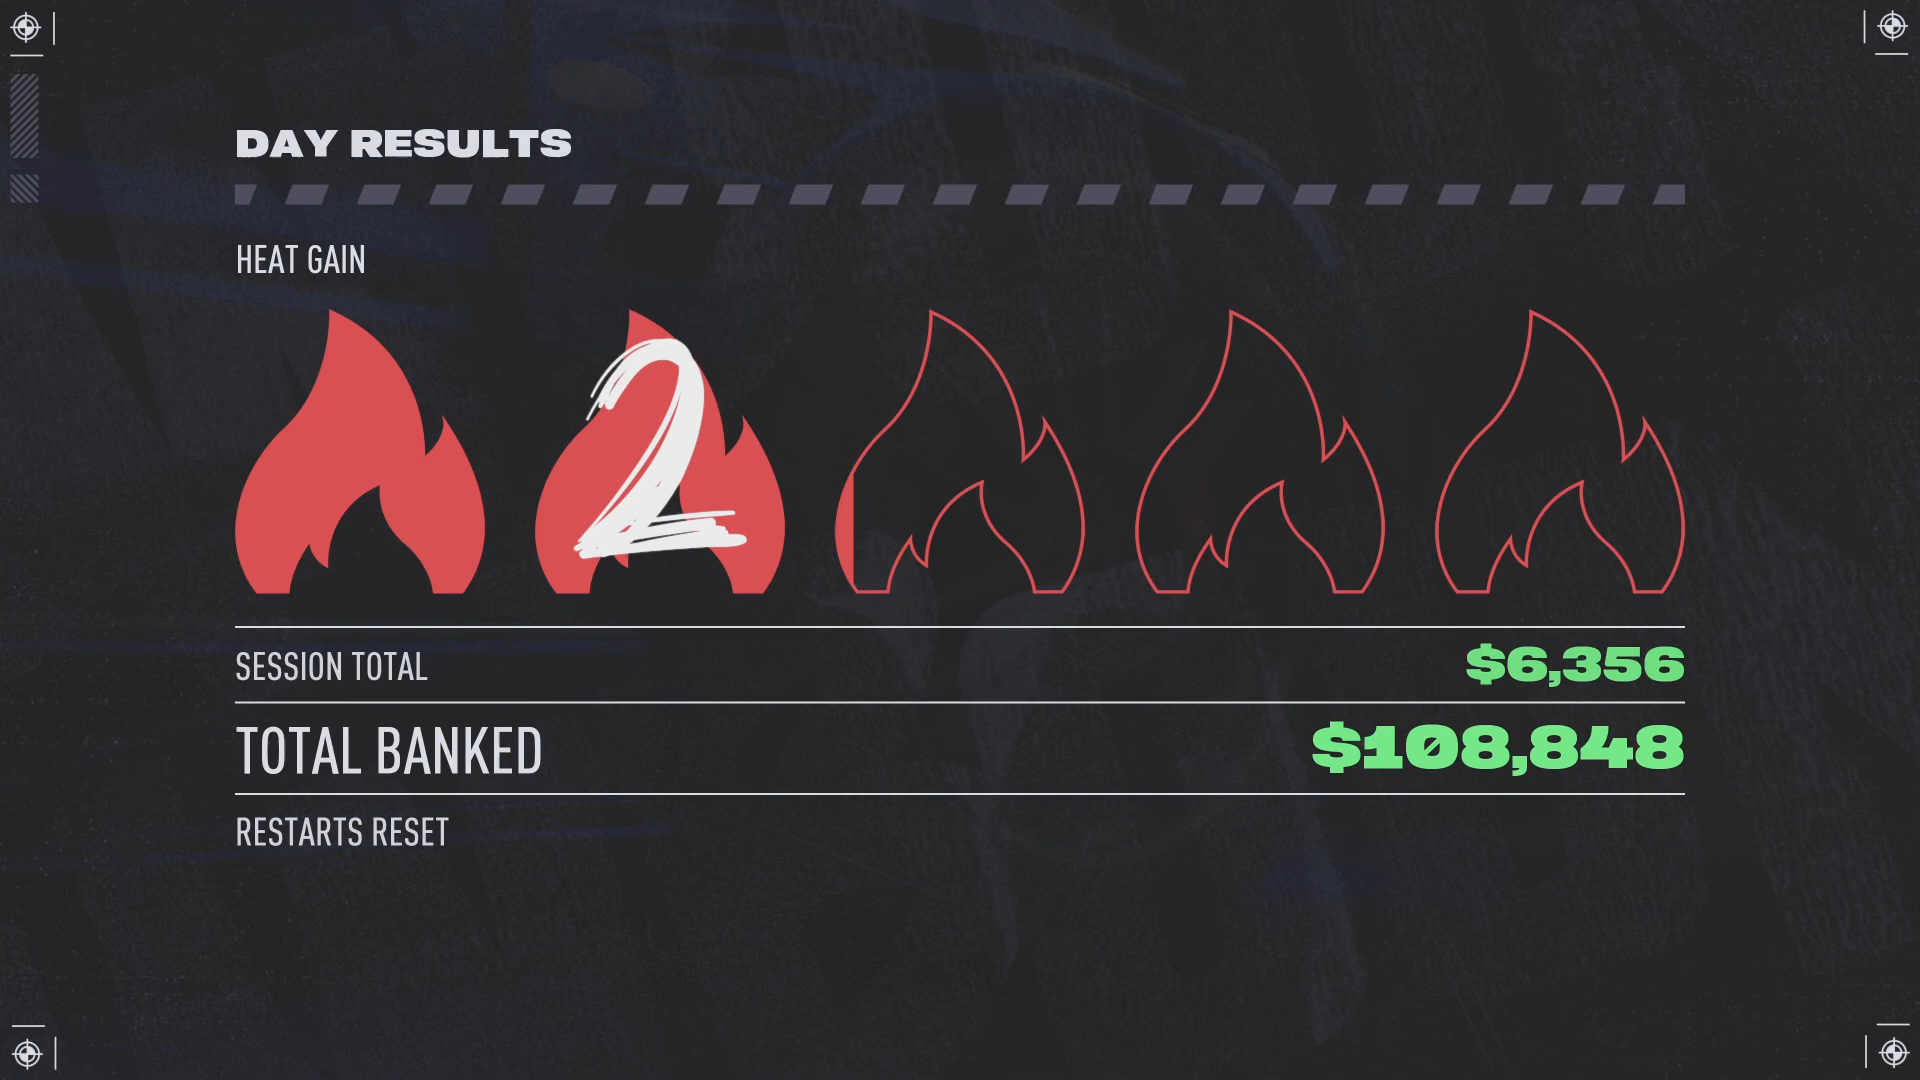 DAY RESULTS
HEAT GAIN
2
SESSION TOTAL $6,356
TOTAL BANKED $108,848
RESTARTS RESET